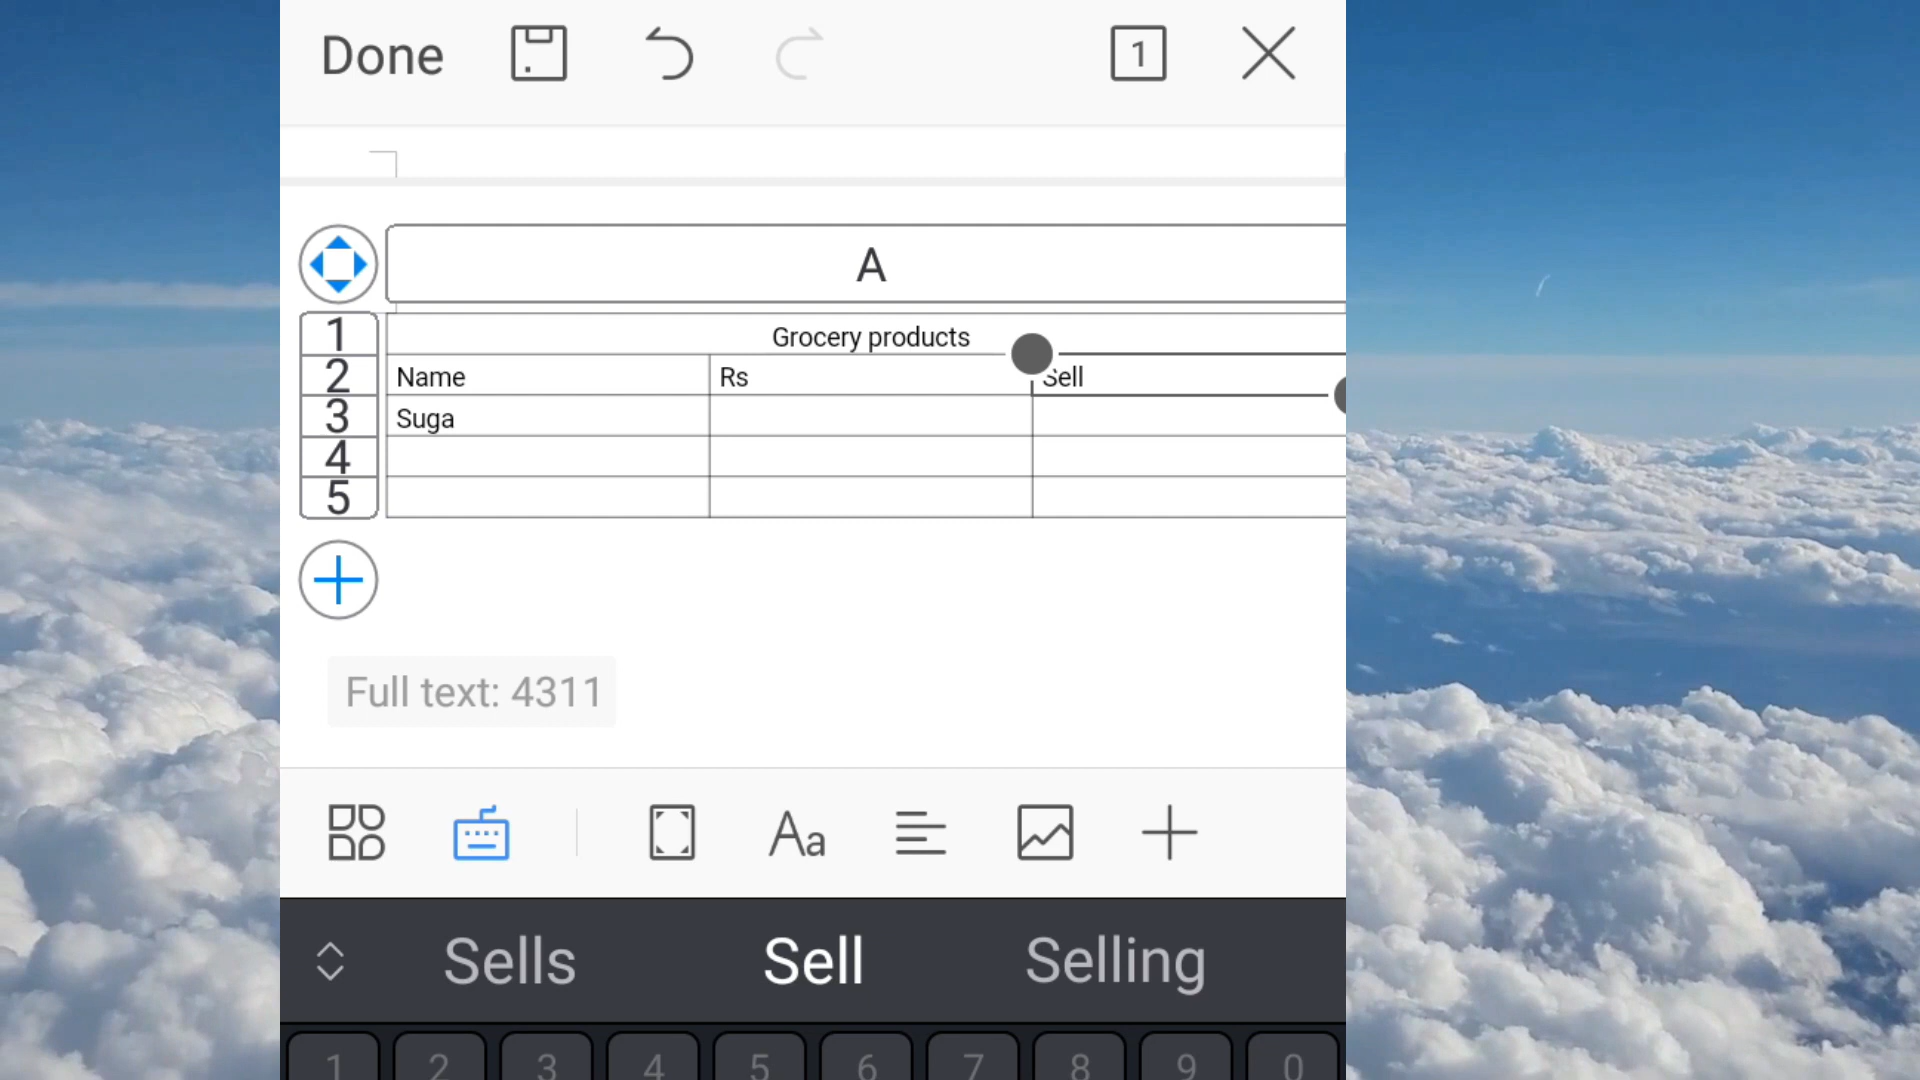 Done 1
A
1 Grocery products
2 Name Rs Sell
3 Suga
4
5
Full text: 4311
Aa
Sells Sell Selling
1 2 3 4 5 6 7 8 9 0